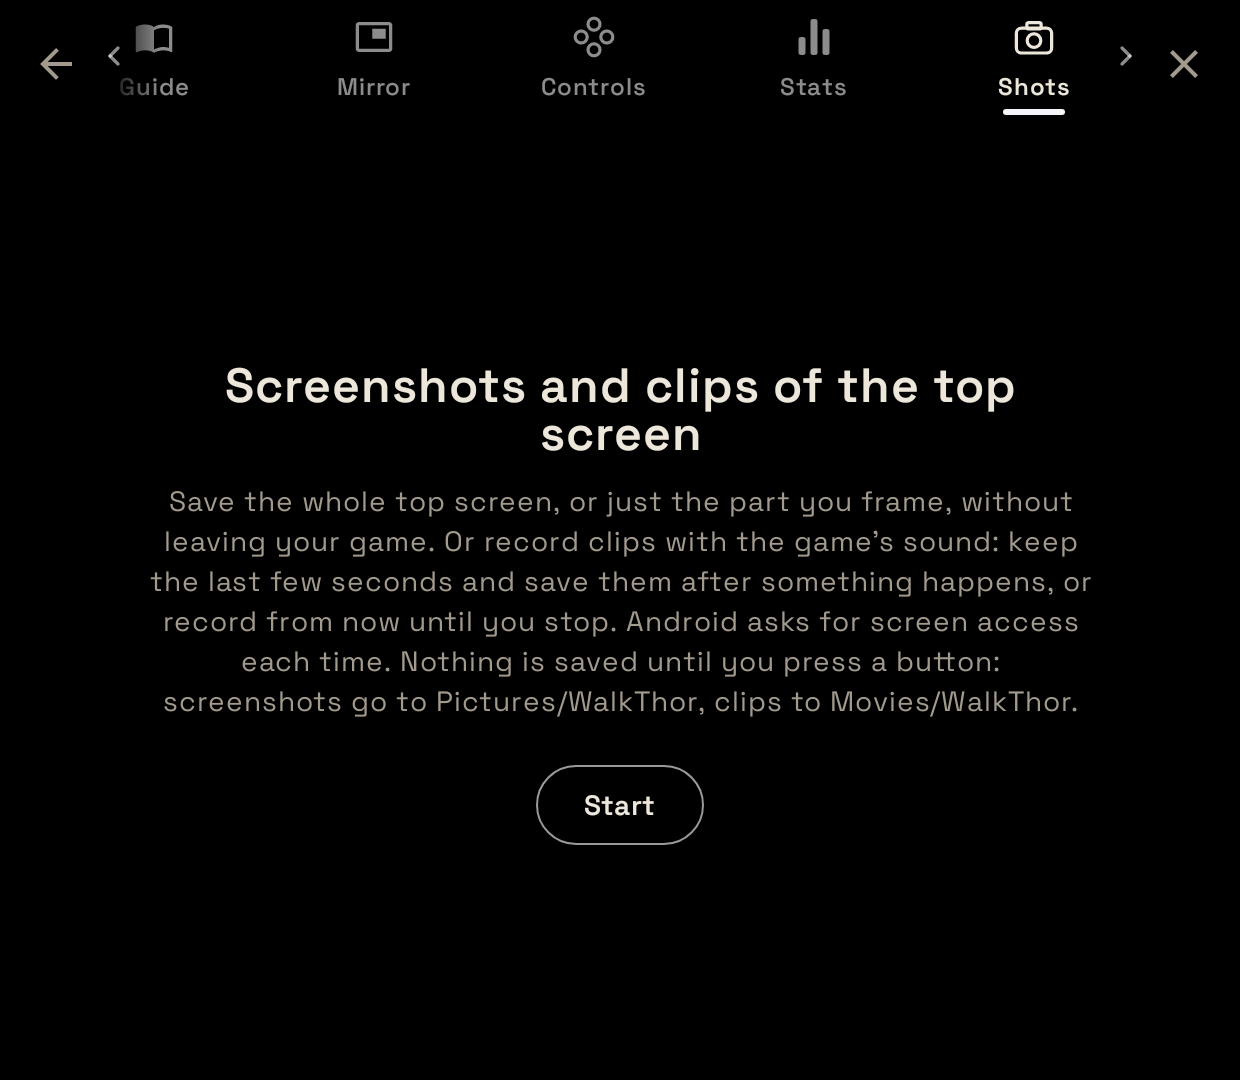 Guide
Mirror
Controls
Stats
Shots
Screenshots and clips of the top
screen
Save the whole top screen, or just the part you frame, without
leaving your game. Or record clips with the game's sound: keep
the last few seconds and save them after something happens, or
record from now until you stop. Android asks for screen access
each time. Nothing is saved until you press a button:
screenshots go to Pictures/WalkThor, clips to Movies/WalkThor.
Start